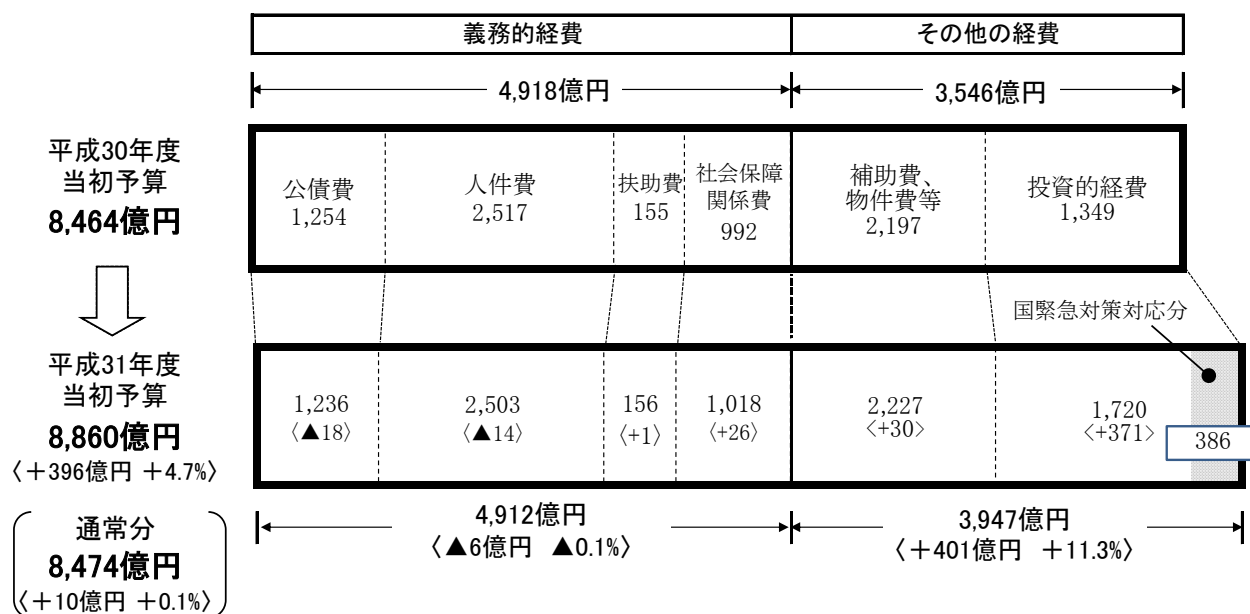 義務的経費
その他の経費
4,918億円
3,546億円
平成30年度
当初予算
8,464億円
公債費
1,254
人件費
2,517
扶助費
155
社会保障
関係費
992
補助費、
物件費等
2,197
投資的経費
1,349
国緊急対策対応分
平成31年度
当初予算
8,860億円
〈＋396億円 ＋4.7%〉
1,236
〈▲18〉
2,503
〈▲14〉
156
〈+1〉
1,018
〈+26〉
2,227
<+30>
1,720
<+371>
386
通常分
8,474億円
〈＋10億円 ＋0.1%〉
4,912億円
〈▲6億円 ▲0.1%〉
3,947億円
〈＋401億円 ＋11.3%〉